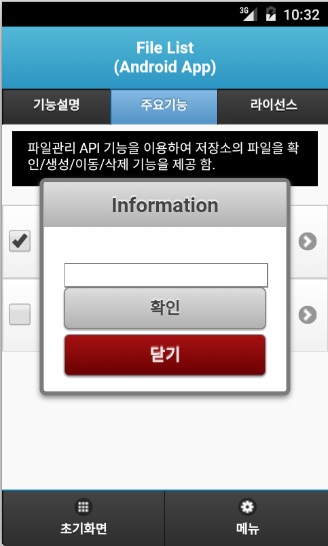 3G 10:32
File List
(Android App)
기능설명 주요기능 라이선스
파일관리 API 기능을 이용하여 저장소의 파일을 확
인/생성/이동/삭제 기능을 제공 함.
Information
확인
닫기
초기화면 메뉴